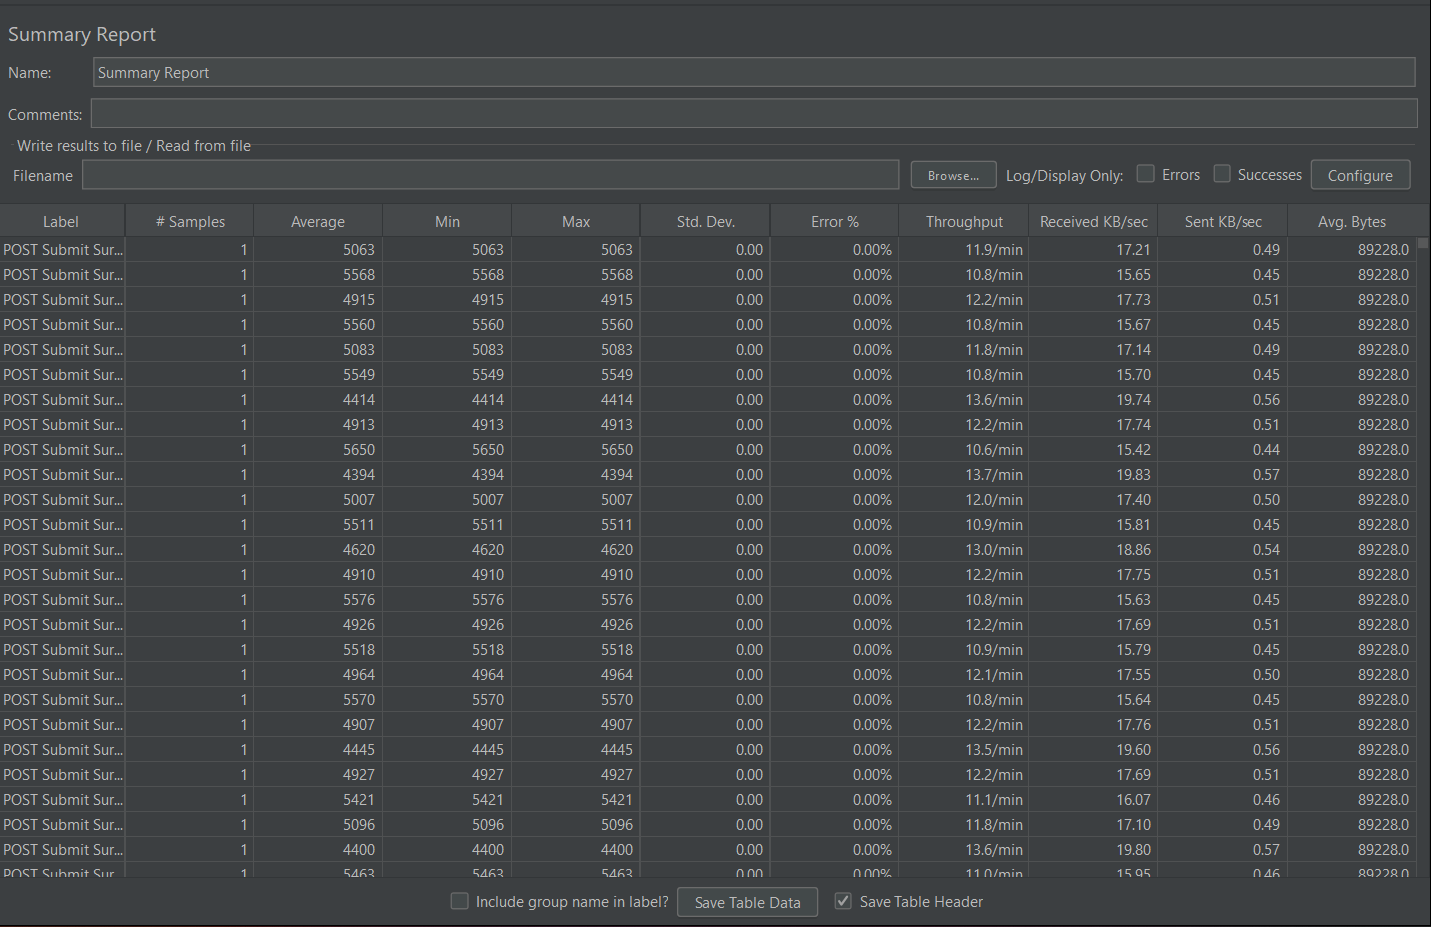 Summary Report
Name: Summary Report
Comments:
Write results to file / Read from file
Filename Browse... Log/Display Only: Errors Successes Configure
Label # Samples Average Min Max Std. Dev. Error % Throughput Received KB/sec Sent KB/sec Avg. Bytes
POST Submit Sur... 1 5063 5063 5063 0.00 0.00% 11.9/min 17.21 0.49 89228.0
POST Submit Sur... 1 5568 5568 5568 0.00 0.00% 10.8/min 15.65 0.45 89228.0
POST Submit Sur... 1 4915 4915 4915 0.00 0.00% 12.2/min 17.73 0.51 89228.0
POST Submit Sur... 1 5560 5560 5560 0.00 0.00% 10.8/min 15.67 0.45 89228.0
POST Submit Sur... 1 5083 5083 5083 0.00 0.00% 11.8/min 17.14 0.49 89228.0
POST Submit Sur... 1 5549 5549 5549 0.00 0.00% 10.8/min 15.70 0.45 89228.0
POST Submit Sur... 1 4414 4414 4414 0.00 0.00% 13.6/min 19.74 0.56 89228.0
POST Submit Sur... 1 4913 4913 4913 0.00 0.00% 12.2/min 17.74 0.51 89228.0
POST Submit Sur... 1 5650 5650 5650 0.00 0.00% 10.6/min 15.42 0.44 89228.0
POST Submit Sur... 1 4394 4394 4394 0.00 0.00% 13.7/min 19.83 0.57 89228.0
POST Submit Sur... 1 5007 5007 5007 0.00 0.00% 12.0/min 17.40 0.50 89228.0
POST Submit Sur... 1 5511 5511 5511 0.00 0.00% 10.9/min 15.81 0.45 89228.0
POST Submit Sur... 1 4620 4620 4620 0.00 0.00% 13.0/min 18.86 0.54 89228.0
POST Submit Sur... 1 4910 4910 4910 0.00 0.00% 12.2/min 17.75 0.51 89228.0
POST Submit Sur... 1 5576 5576 5576 0.00 0.00% 10.8/min 15.63 0.45 89228.0
POST Submit Sur... 1 4926 4926 4926 0.00 0.00% 12.2/min 17.69 0.51 89228.0
POST Submit Sur... 1 5518 5518 5518 0.00 0.00% 10.9/min 15.79 0.45 89228.0
POST Submit Sur... 1 4964 4964 4964 0.00 0.00% 12.1/min 17.55 0.50 89228.0
POST Submit Sur... 1 5570 5570 5570 0.00 0.00% 10.8/min 15.64 0.45 89228.0
POST Submit Sur... 1 4907 4907 4907 0.00 0.00% 12.2/min 17.76 0.51 89228.0
POST Submit Sur... 1 4445 4445 4445 0.00 0.00% 13.5/min 19.60 0.56 89228.0
POST Submit Sur... 1 4927 4927 4927 0.00 0.00% 12.2/min 17.69 0.51 89228.0
POST Submit Sur... 1 5421 5421 5421 0.00 0.00% 11.1/min 16.07 0.46 89228.0
POST Submit Sur... 1 5096 5096 5096 0.00 0.00% 11.8/min 17.10 0.49 89228.0
POST Submit Sur... 1 4400 4400 4400 0.00 0.00% 13.6/min 19.80 0.57 89228.0
POST Submit Sur... 1 5463 5463 5463 0.00 0.00% 11.0/min 15.95 0.46 89228.0
Include group name in label? Save Table Data Save Table Header